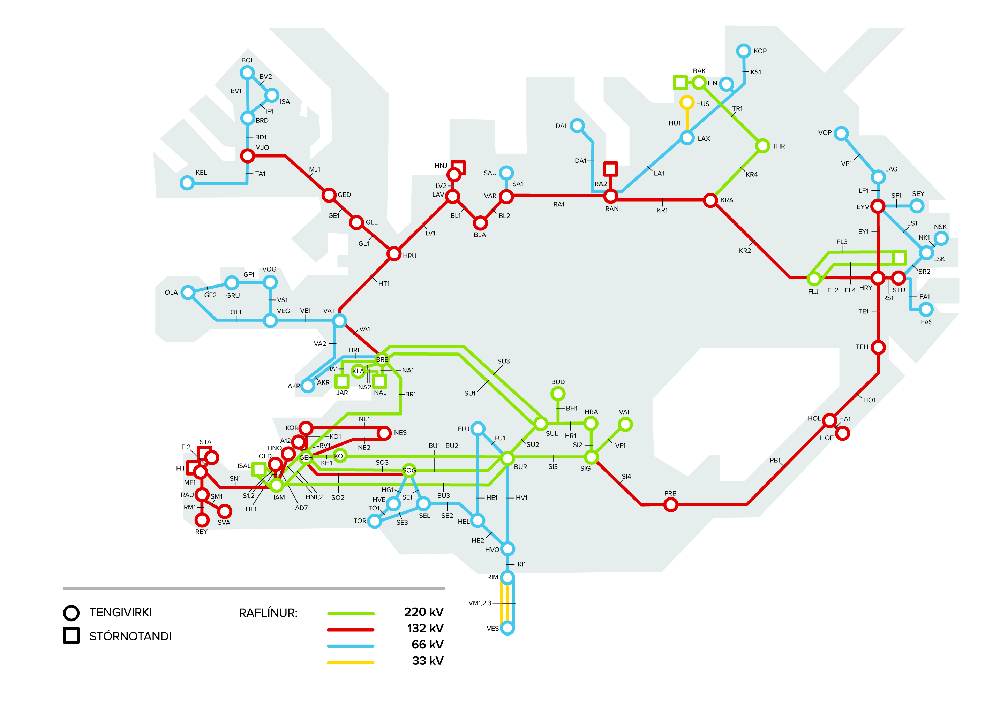 KOP
BOL
BAK
KS1
BV2
LIN
BV1
ISA
HUS
TR1
IF1
BRD
HU1
DAL
VOP
BD1
LAX
MJO
THR
DA1
VP1
HNJ
MJ1
LAG
KEL
TA1
SAU
LA1
KR4
LV2
SA1
RA2
LF1
SF1
SEY
GED
LAV
VAR
KRA
RA1
RAN
EYV
GE1
BL1
BL2
KR1
GLE
ES1
NSK
LV1
BLA
EY1
NK1
GL1
FL3
KR2
HRU
ESK
VOG
SR2
GF1
HT1
OLA
GF2
GRU
FLJ
FL2
FL4
HRY
STU
VS1
RS1
FA1
OL1
VEG
VE1
VAT
TE1
FAS
VA1
VA2
TEH
BRE
BRE
SU3
JA1
KLA
NA1
AKR
AKR
NA2
BUD
JAR
NAL
BR1
SU1
HO1
BH1
HRA
VAF
NE1
HOL
HA1
KOR
NES
FLU
SUL
HR1
HOF
KO1
A12
FU1
STA
FI2
HNO
RV1
NE2
BU1
BU2
SU2
SI2
VF1
OLD
GEH
KOL
KH1
SO3
PB1
ISAL
FIT
SOG
BUR
SI3
SIG
SN1
SI4
MF1
HG1
RAU
SM1
IS1,2
HAM
HN1,2
SO2
SE1
BU3
HE1
HV1
PRB
HVE
RM1
HF1
AD7
TO1
SVA
TOR
SE3
SEL
SE2
HEL
REY
HE2
HVO
RI1
RIM
VM1,2,3
VES
TENGIVIRKI
STÓRNOTANDI
RAFLÍNUR:
220 kV
132 kV
66 kV
33 kV